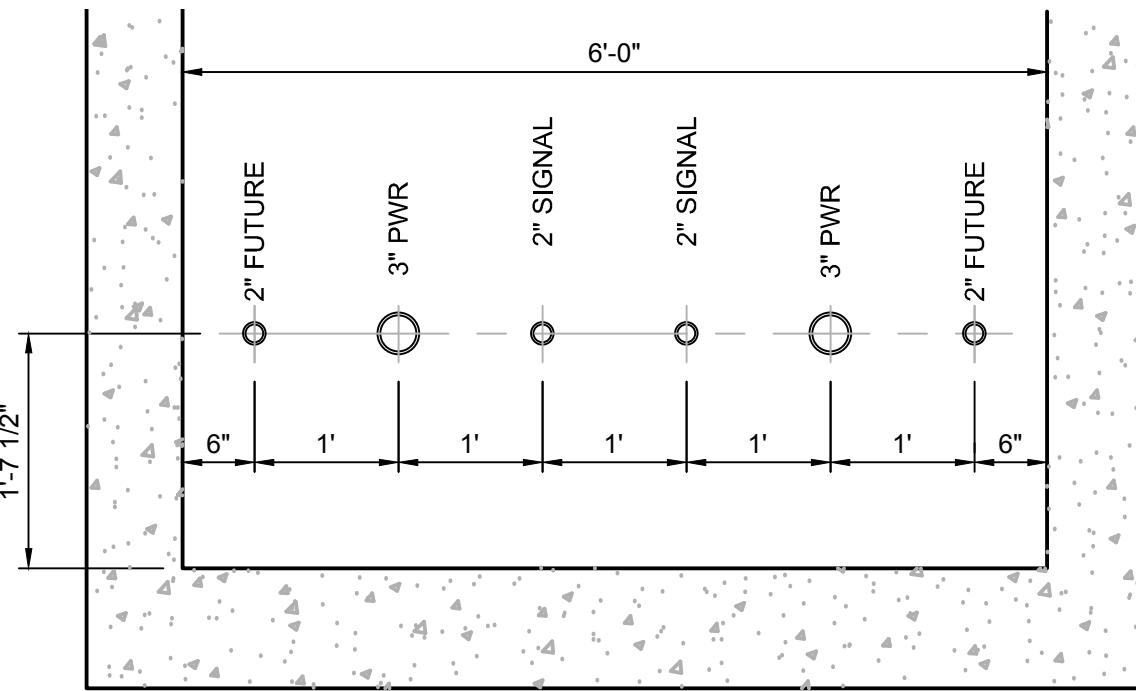 6'-0"
2" FUTURE
3" PWR
2" SIGNAL
2" SIGNAL
3" PWR
2" FUTURE
6"
1'
1'
1'
1'
1'
6"
1'-7 1/2"